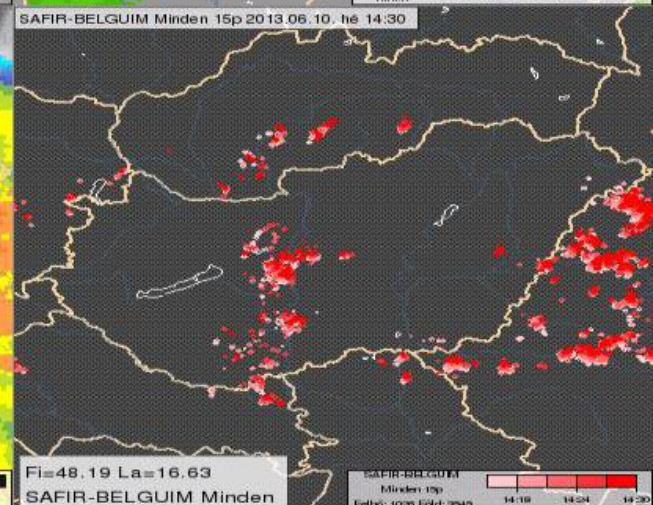 SAFIR-BELGUIM Minden 15p 2013.06.10. hé 14:30
Fi=48.19 La=16.63
SAFIR-BELGUIM Minden
SAFIR-BELGUIM
Minden 15p
14:18 14:24 14:30